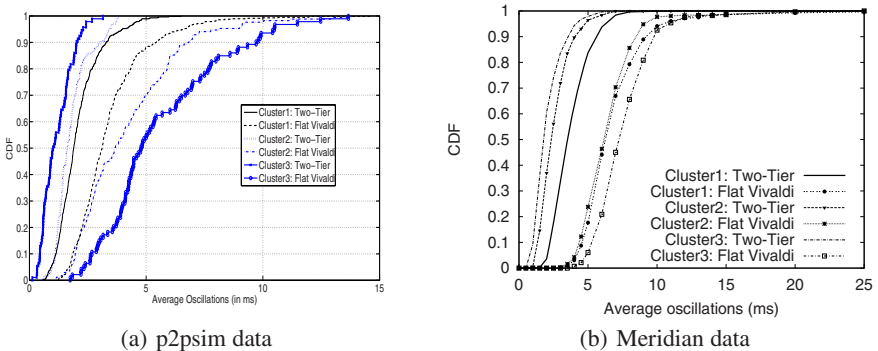 1
0.9
0.8
0.7
0.6
0.5
0.4
0.3
0.2
0.1
0
CDF
0
5
10
15
Average Oscillations (in ms)
Cluster1: Two-Tier
Cluster1: Flat Vivaldi
Cluster2: Two-Tier
Cluster2: Flat Vivaldi
Cluster3: Two-Tier
Cluster3: Flat Vivaldi
(a) p2psim data
1
0.9
0.8
0.7
0.6
0.5
0.4
0.3
0.2
0.1
0
CDF
0
5
10
15
20
25
Average oscillations (ms)
Cluster1: Two-Tier
Cluster1: Flat Vivaldi
Cluster2: Two-Tier
Cluster2: Flat Vivaldi
Cluster3: Two-Tier
Cluster3: Flat Vivaldi
(b) Meridian data